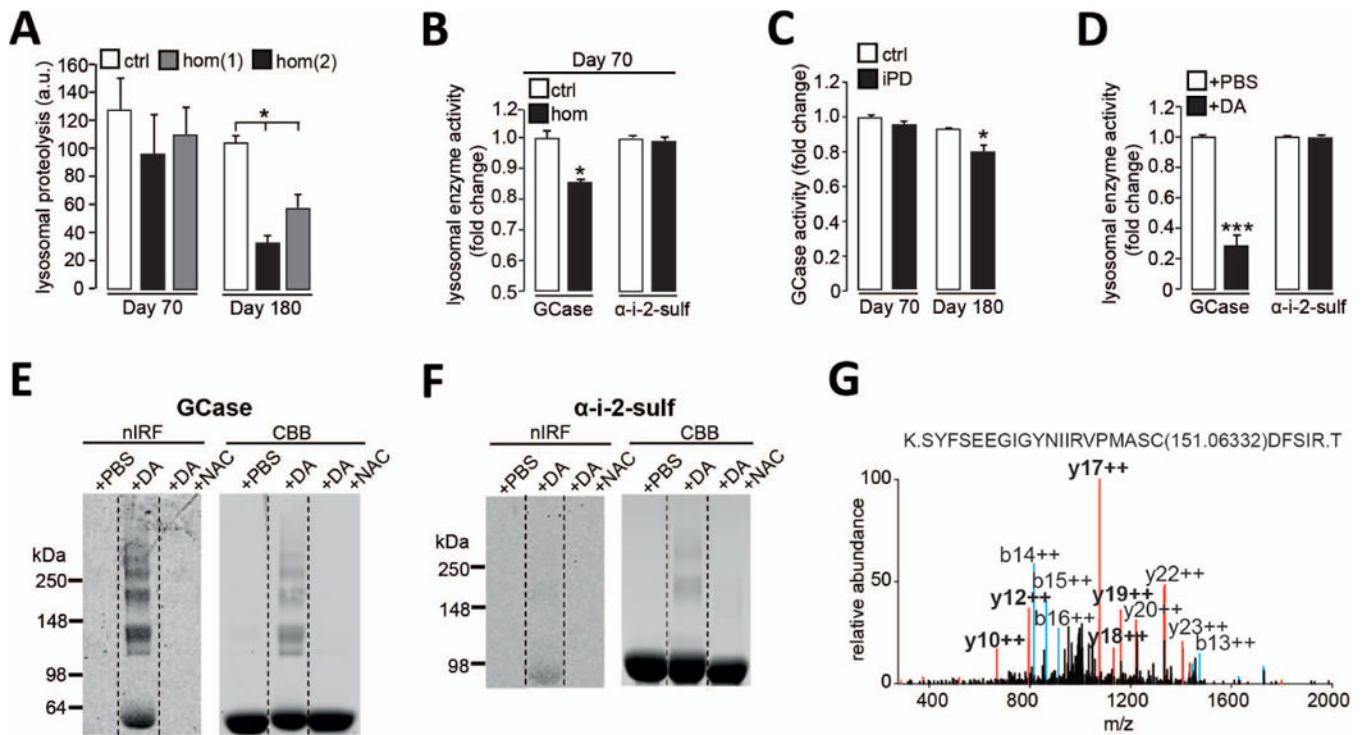 A
ctrl hom(1) hom(2)
lysosomal proteolysis (a.u.)
160
140
120
100
80
60
40
20
0
*
Day 70 Day 180
B
Day 70
ctrl
hom
lysosomal enzyme activity
(fold change)
1.2
1.1
1.0
0.9
0.8
0.7
0.6
0.5
*
GCase α-i-2-sulf
C
ctrl
iPD
GCase activity (fold change)
1.0
0.8
0.6
0.4
0.2
0
*
Day 70 Day 180
D
+PBS
+DA
lysosomal enzyme activity
(fold change)
1.2
1.0
0.8
0.6
0.4
0.2
0
***
GCase α-i-2-sulf
E
GCase
nIRF CBB
+PBS +DA +DA +NAC +PBS +DA +DA +NAC
kDa
250
148
98
64
F
α-i-2-sulf
nIRF CBB
+PBS +DA +DA +NAC +PBS +DA +DA +NAC
kDa
250
148
98
G
K.SYFSEEGIGYNIIRVPMASC(151.06332)DFSIR.T
relative abundance
100
50
0
y17++
b14++
b15++
y12++
b16++
y10++
y19++
y18++
y22++
y20++
y23++
b13++
400 800 1200 1600 2000
m/z